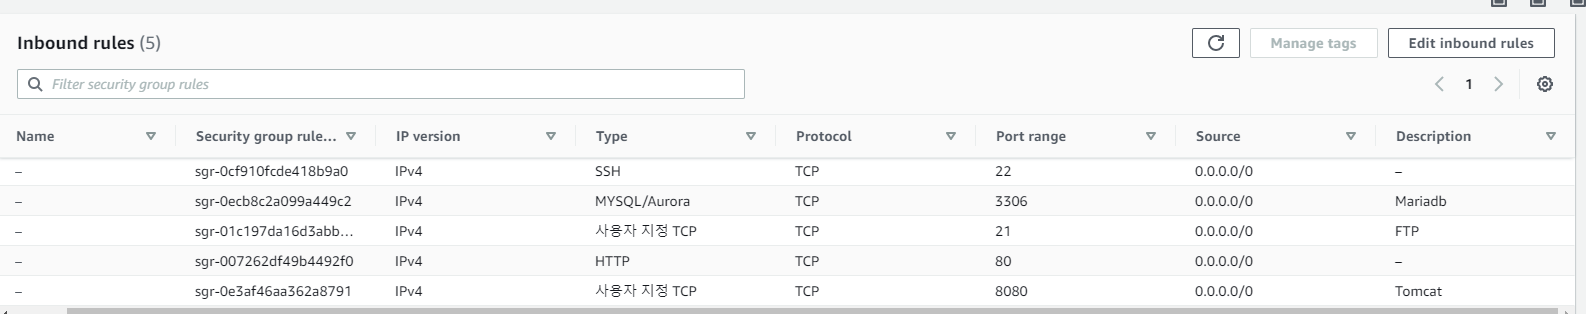 Inbound rules (5)
Manage tags
Edit inbound rules
Filter security group rules
1
Name Security group rule... IP version Type Protocol Port range Source Description
– sgr-0cf910fcde418b9a0 IPv4 SSH TCP 22 0.0.0.0/0 –
– sgr-0ecb8c2a099a449c2 IPv4 MYSQL/Aurora TCP 3306 0.0.0.0/0 Mariadb
– sgr-01c197da16d3abb... IPv4 사용자 지정 TCP TCP 21 0.0.0.0/0 FTP
– sgr-007262df49b4492f0 IPv4 HTTP TCP 80 0.0.0.0/0 –
– sgr-0e3af46aa362a8791 IPv4 사용자 지정 TCP TCP 8080 0.0.0.0/0 Tomcat